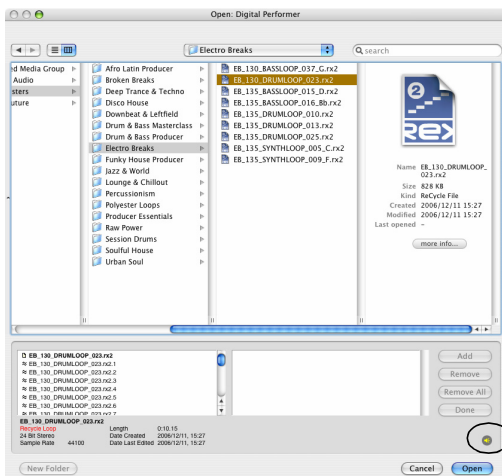 Open: Digital Performer
Electro Breaks
search
ed Media Group
Audio
sters
uture
Afro Latin Producer
Broken Breaks
Deep Trance & Techno
Disco House
Downbeat & Leftfield
Drum & Bass Masterclass
Drum & Bass Producer
Electro Breaks
Funky House Producer
Jazz & World
Lounge & Chillout
Percussionism
Polyester Loops
Producer Essentials
Raw Power
Session Drums
Soulful House
Urban Soul
EB_130_BASSLOOP_037_G.rx2
EB_130_DRUMLOOP_023.rx2
EB_135_BASSLOOP_015_D.rx2
EB_135_BASSLOOP_016_Bb.rx2
EB_135_DRUMLOOP_010.rx2
EB_135_DRUMLOOP_013.rx2
EB_135_DRUMLOOP_025.rx2
EB_135_SYNTHLOOP_005_C.rx2
EB_135_SYNTHLOOP_009_F.rx2
2
REX
Name EB_130_DRUMLOOP_
023.rx2
Size 828 KB
Kind ReCycle File
Created 2006/12/11 15:27
Modified 2006/12/11 15:27
Last opened –
more info...
EB_130_DRUMLOOP_023.rx2
EB_130_DRUMLOOP_023.rx2.1
EB_130_DRUMLOOP_023.rx2.2
EB_130_DRUMLOOP_023.rx2.3
EB_130_DRUMLOOP_023.rx2.4
EB_130_DRUMLOOP_023.rx2.5
EB_130_DRUMLOOP_023.rx2.6
EB_130_DRUMLOOP_023.rx2.7
Add
Remove
Remove All
Done
EB_130_DRUMLOOP_023.rx2
Recycle Loop Length 0:10.15
24 Bit Stereo Date Created 2006/12/11, 15:27
Sample Rate 44100 Date Last Edited 2006/12/11, 15:27
New Folder
Cancel
Open